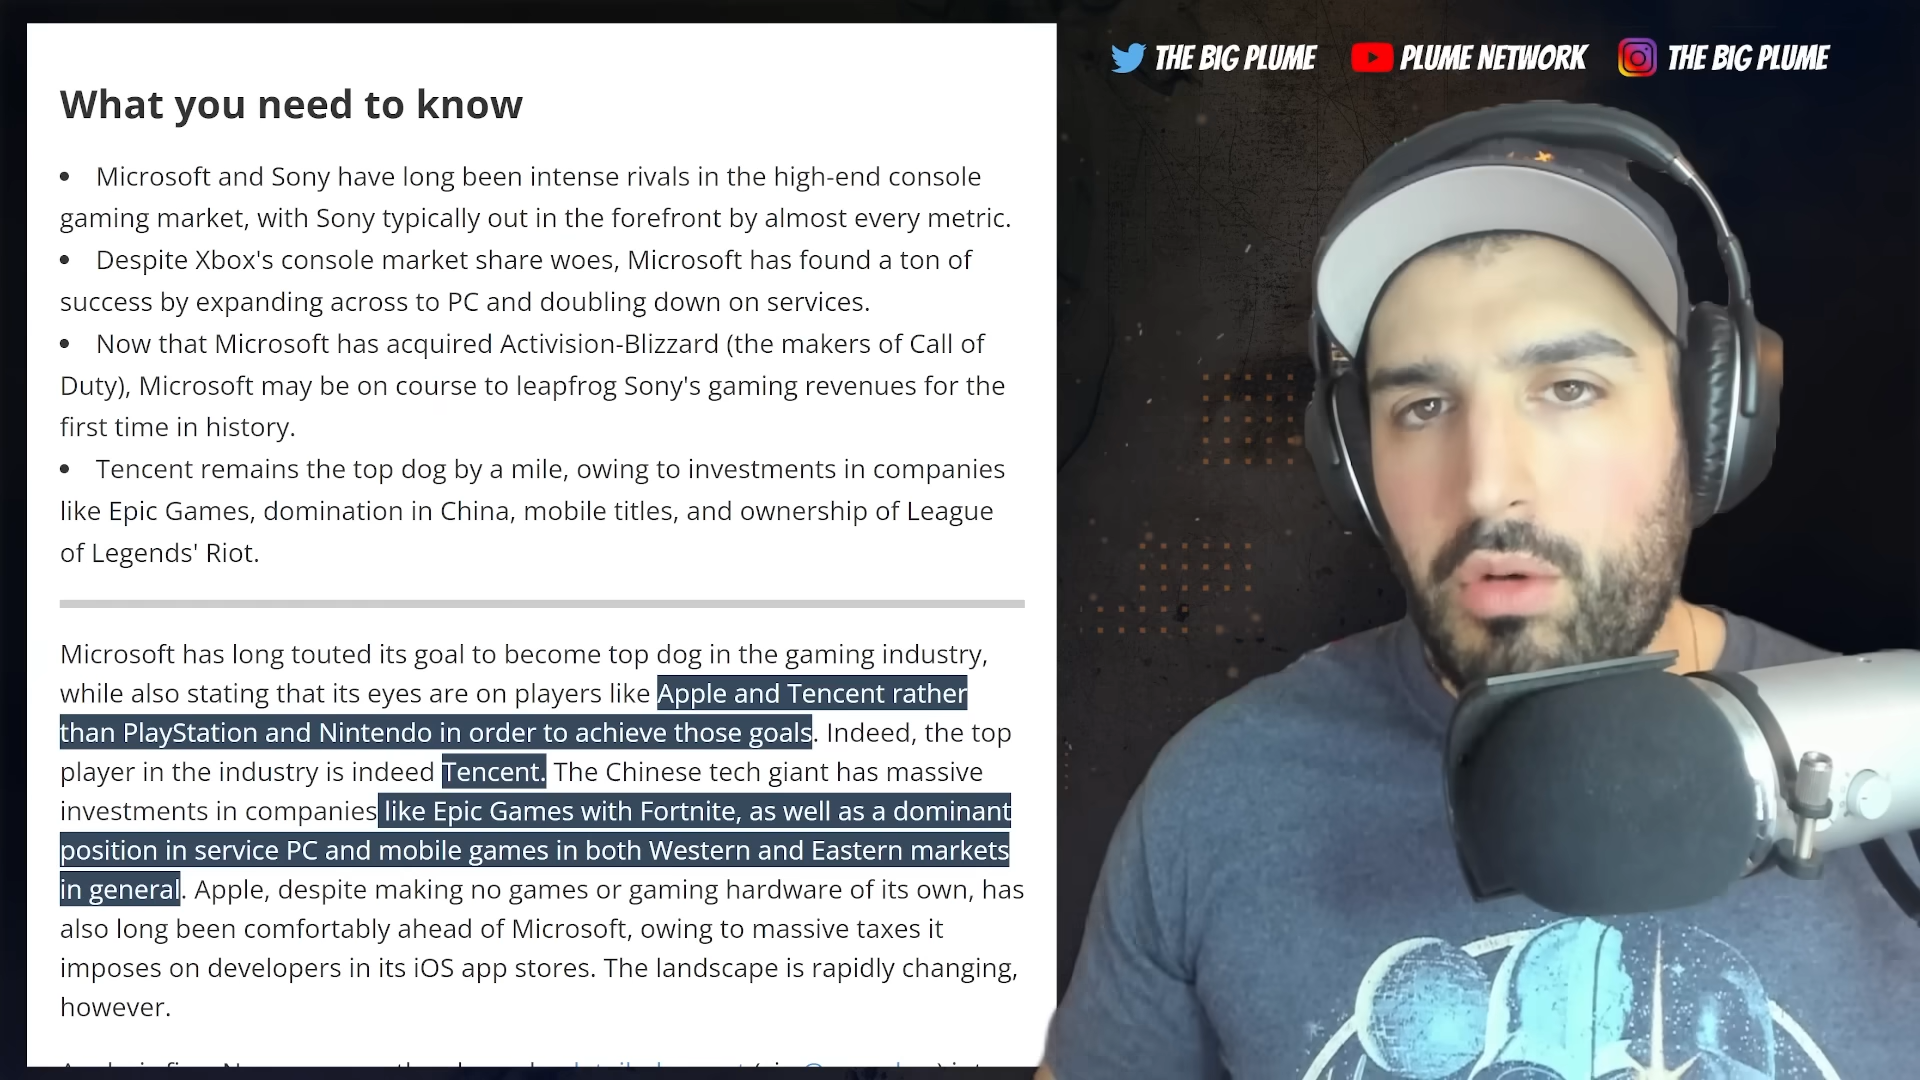 THE BIG PLUME
PLUME NETWORK
THE BIG PLUME
What you need to know
• Microsoft and Sony have long been intense rivals in the high-end console
gaming market, with Sony typically out in the forefront by almost every metric.
• Despite Xbox's console market share woes, Microsoft has found a ton of
success by expanding across to PC and doubling down on services.
• Now that Microsoft has acquired Activision-Blizzard (the makers of Call of
Duty), Microsoft may be on course to leapfrog Sony's gaming revenues for the
first time in history.
• Tencent remains the top dog by a mile, owing to investments in companies
like Epic Games, domination in China, mobile titles, and ownership of League
of Legends' Riot.
Microsoft has long touted its goal to become top dog in the gaming industry,
while also stating that its eyes are on players like Apple and Tencent rather
than PlayStation and Nintendo in order to achieve those goals. Indeed, the top
player in the industry is indeed Tencent. The Chinese tech giant has massive
investments in companies like Epic Games with Fortnite, as well as a dominant
position in service PC and mobile games in both Western and Eastern markets
in general. Apple, despite making no games or gaming hardware of its own, has
also long been comfortably ahead of Microsoft, owing to massive taxes it
imposes on developers in its iOS app stores. The landscape is rapidly changing,
however.